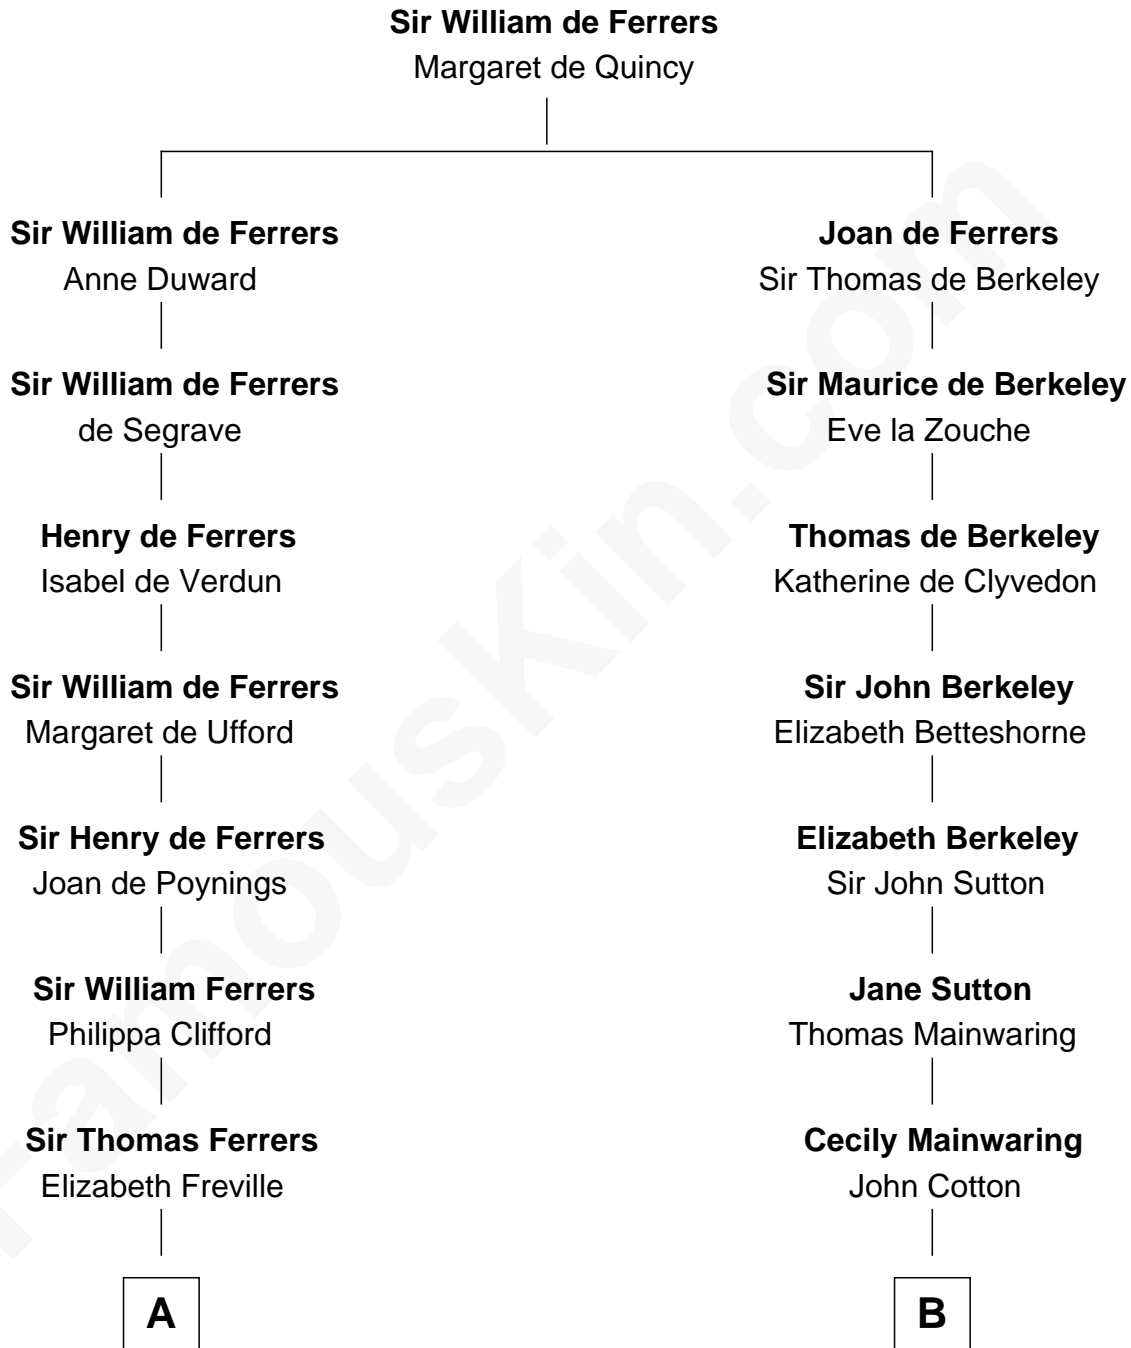 Sir William de Ferrers
Margaret de Quincy
Sir William de Ferrers
Anne Duward
Sir William de Ferrers
de Segrave
Henry de Ferrers
Isabel de Verdun
Sir William de Ferrers
Margaret de Ufford
Sir Henry de Ferrers
Joan de Poynings
Sir William Ferrers
Philippa Clifford
Sir Thomas Ferrers
Elizabeth Freville
A
Joan de Ferrers
Sir Thomas de Berkeley
Sir Maurice de Berkeley
Eve la Zouche
Thomas de Berkeley
Katherine de Clyvedon
Sir John Berkeley
Elizabeth Betteshorne
Elizabeth Berkeley
Sir John Sutton
Jane Sutton
Thomas Mainwaring
Cecily Mainwaring
John Cotton
B
FamousKin.com